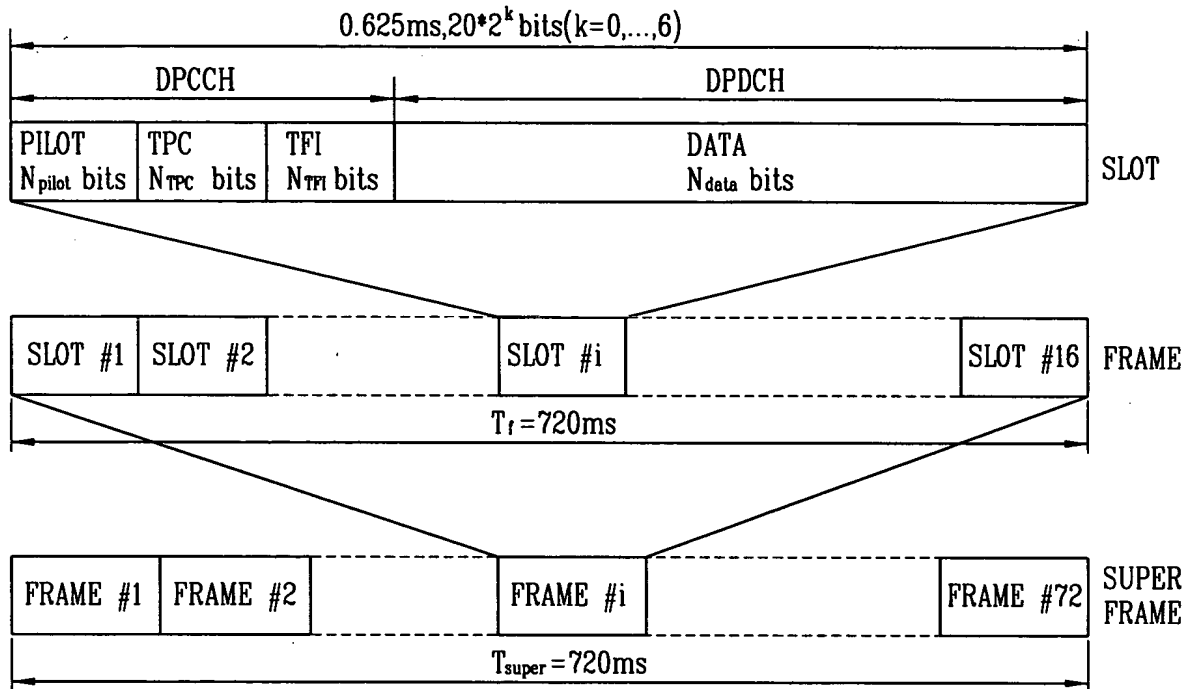 0.625ms,20*2^k bits(k=0,...,6)
DPCCH DPDCH
PILOT TPC TFI DATA
N_pilot bits N_TPC bits N_TFI bits N_data bits
SLOT
SLOT #1 SLOT #2 SLOT #i SLOT #16 FRAME
T_f=720ms
FRAME #1 FRAME #2 FRAME #i FRAME #72
SUPER
FRAME
T_super=720ms